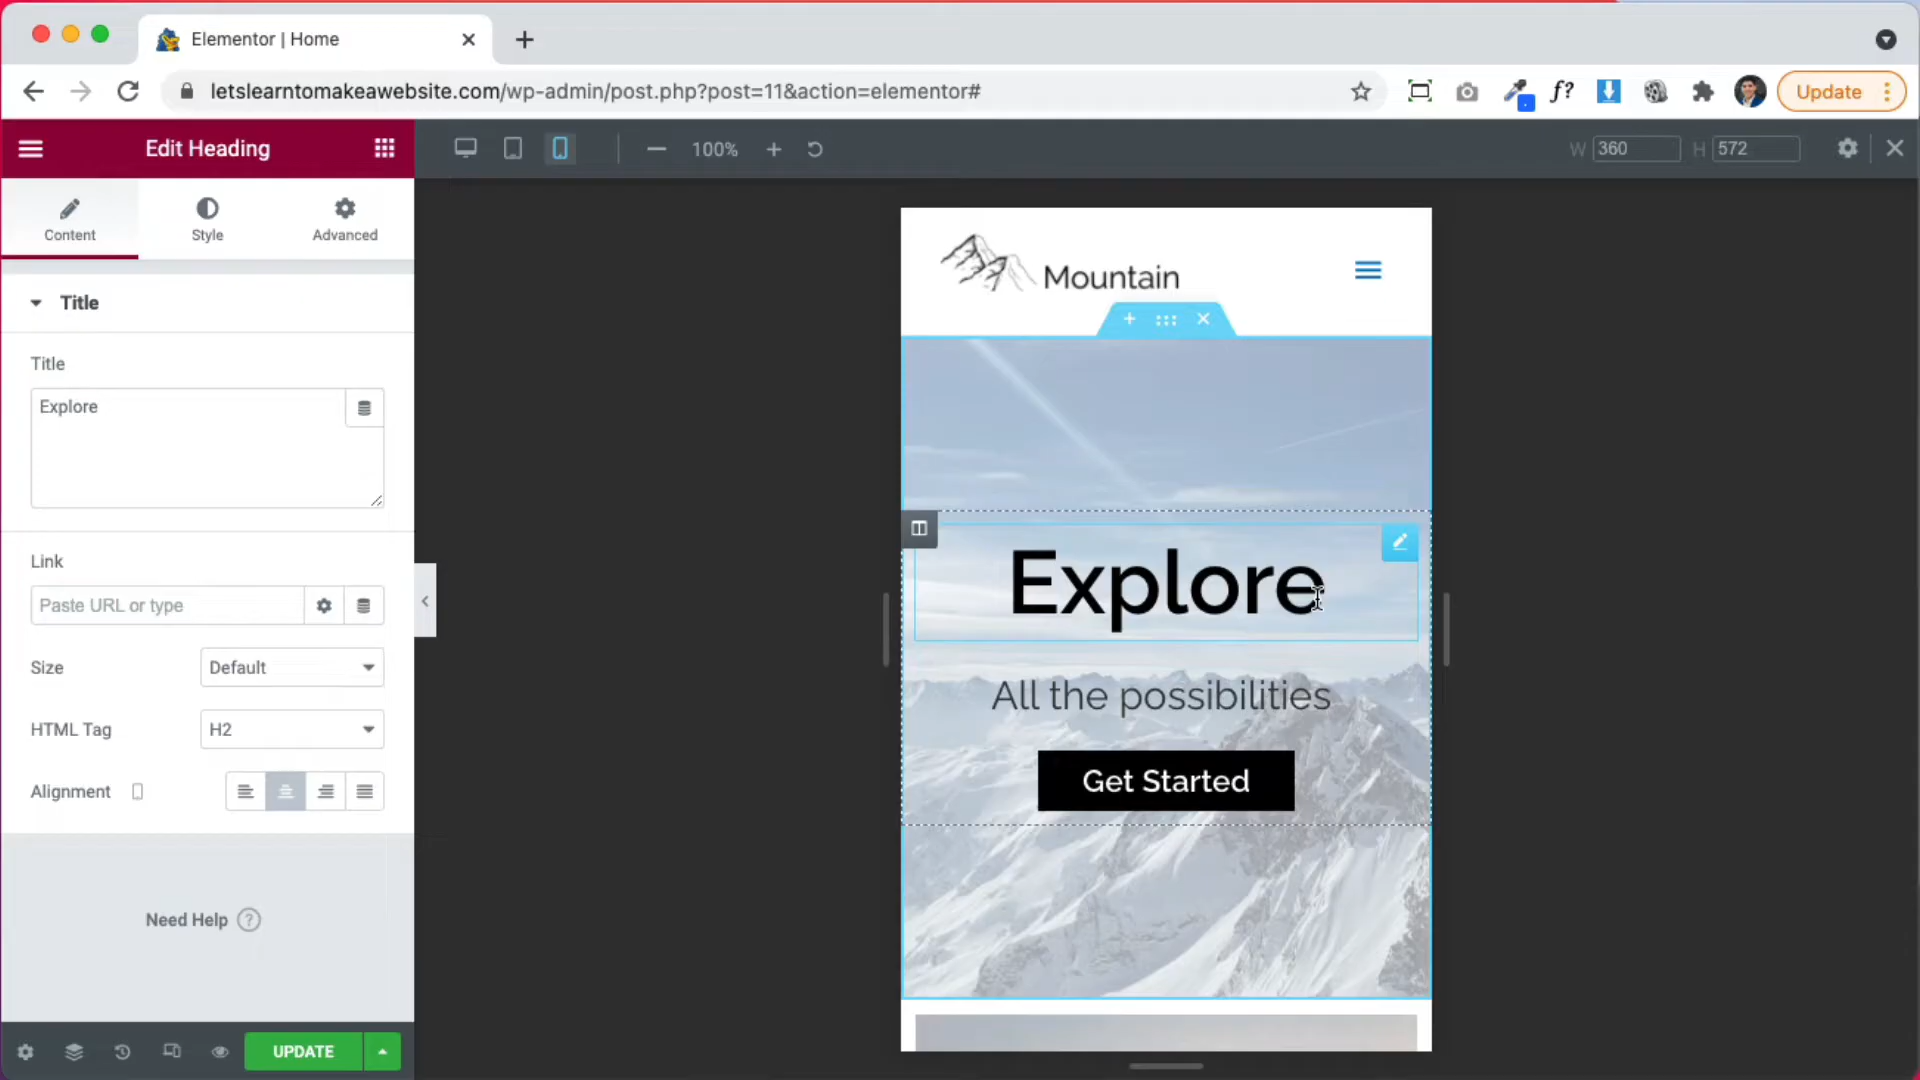 Elementor | Home
letslearntomakeawebsite.com/wp-admin/post.php?post=11&action=elementor#
f?
Update
Edit Heading
100%
W 360 H 572
Content Style Advanced
Title
Title
Explore
Link
Paste URL or type
Size Default
HTML Tag H2
Alignment
Need Help ?
UPDATE
Mountain
Explore
All the possibilities
Get Started